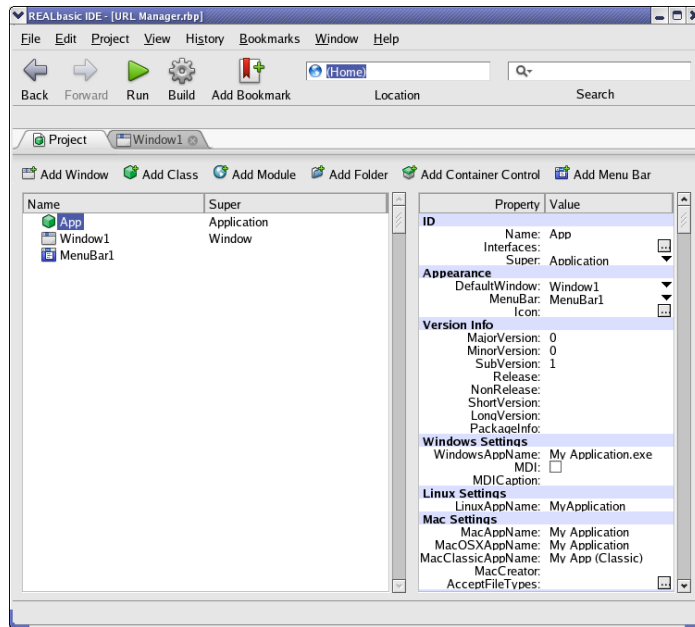 REALbasic IDE - [URL Manager.rbp]
File Edit Project View History Bookmarks Window Help
(Home)
Back Forward Run Build Add Bookmark Location Search
Project Window1
Add Window Add Class Add Module Add Folder Add Container Control Add Menu Bar
Name Super
App Application
Window1 Window
MenuBar1
Property Value
ID
Name: App
Interfaces: ...
Super: Application
Appearance
DefaultWindow: Window1
MenuBar: MenuBar1
Icon: ...
Version Info
MajorVersion: 0
MinorVersion: 0
SubVersion: 1
Release:
NonRelease:
ShortVersion:
LongVersion:
PackageInfo:
Windows Settings
WindowsAppName: My Application.exe
MDI:
MDICaption:
Linux Settings
LinuxAppName: MyApplication
Mac Settings
MacAppName: My Application
MacOSXAppName: My Application
MacClassicAppName: My App (Classic)
MacCreator:
AcceptFileTypes: ...